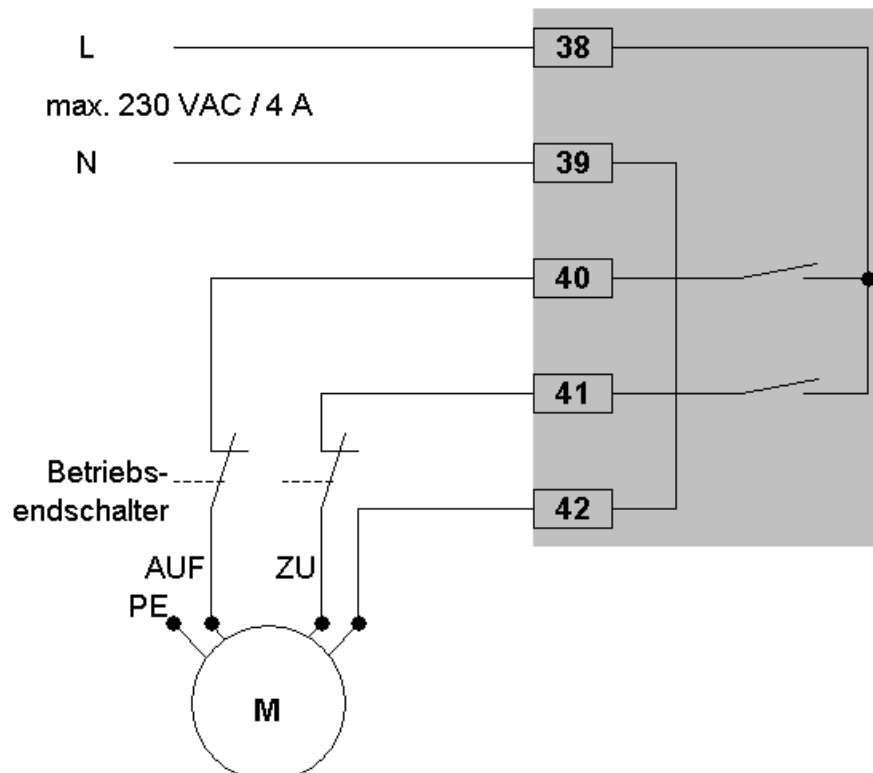 L
38
max. 230 VAC / 4 A
N
39
40
41
Betriebs-
endschalter
42
AUF
ZU
PE
M